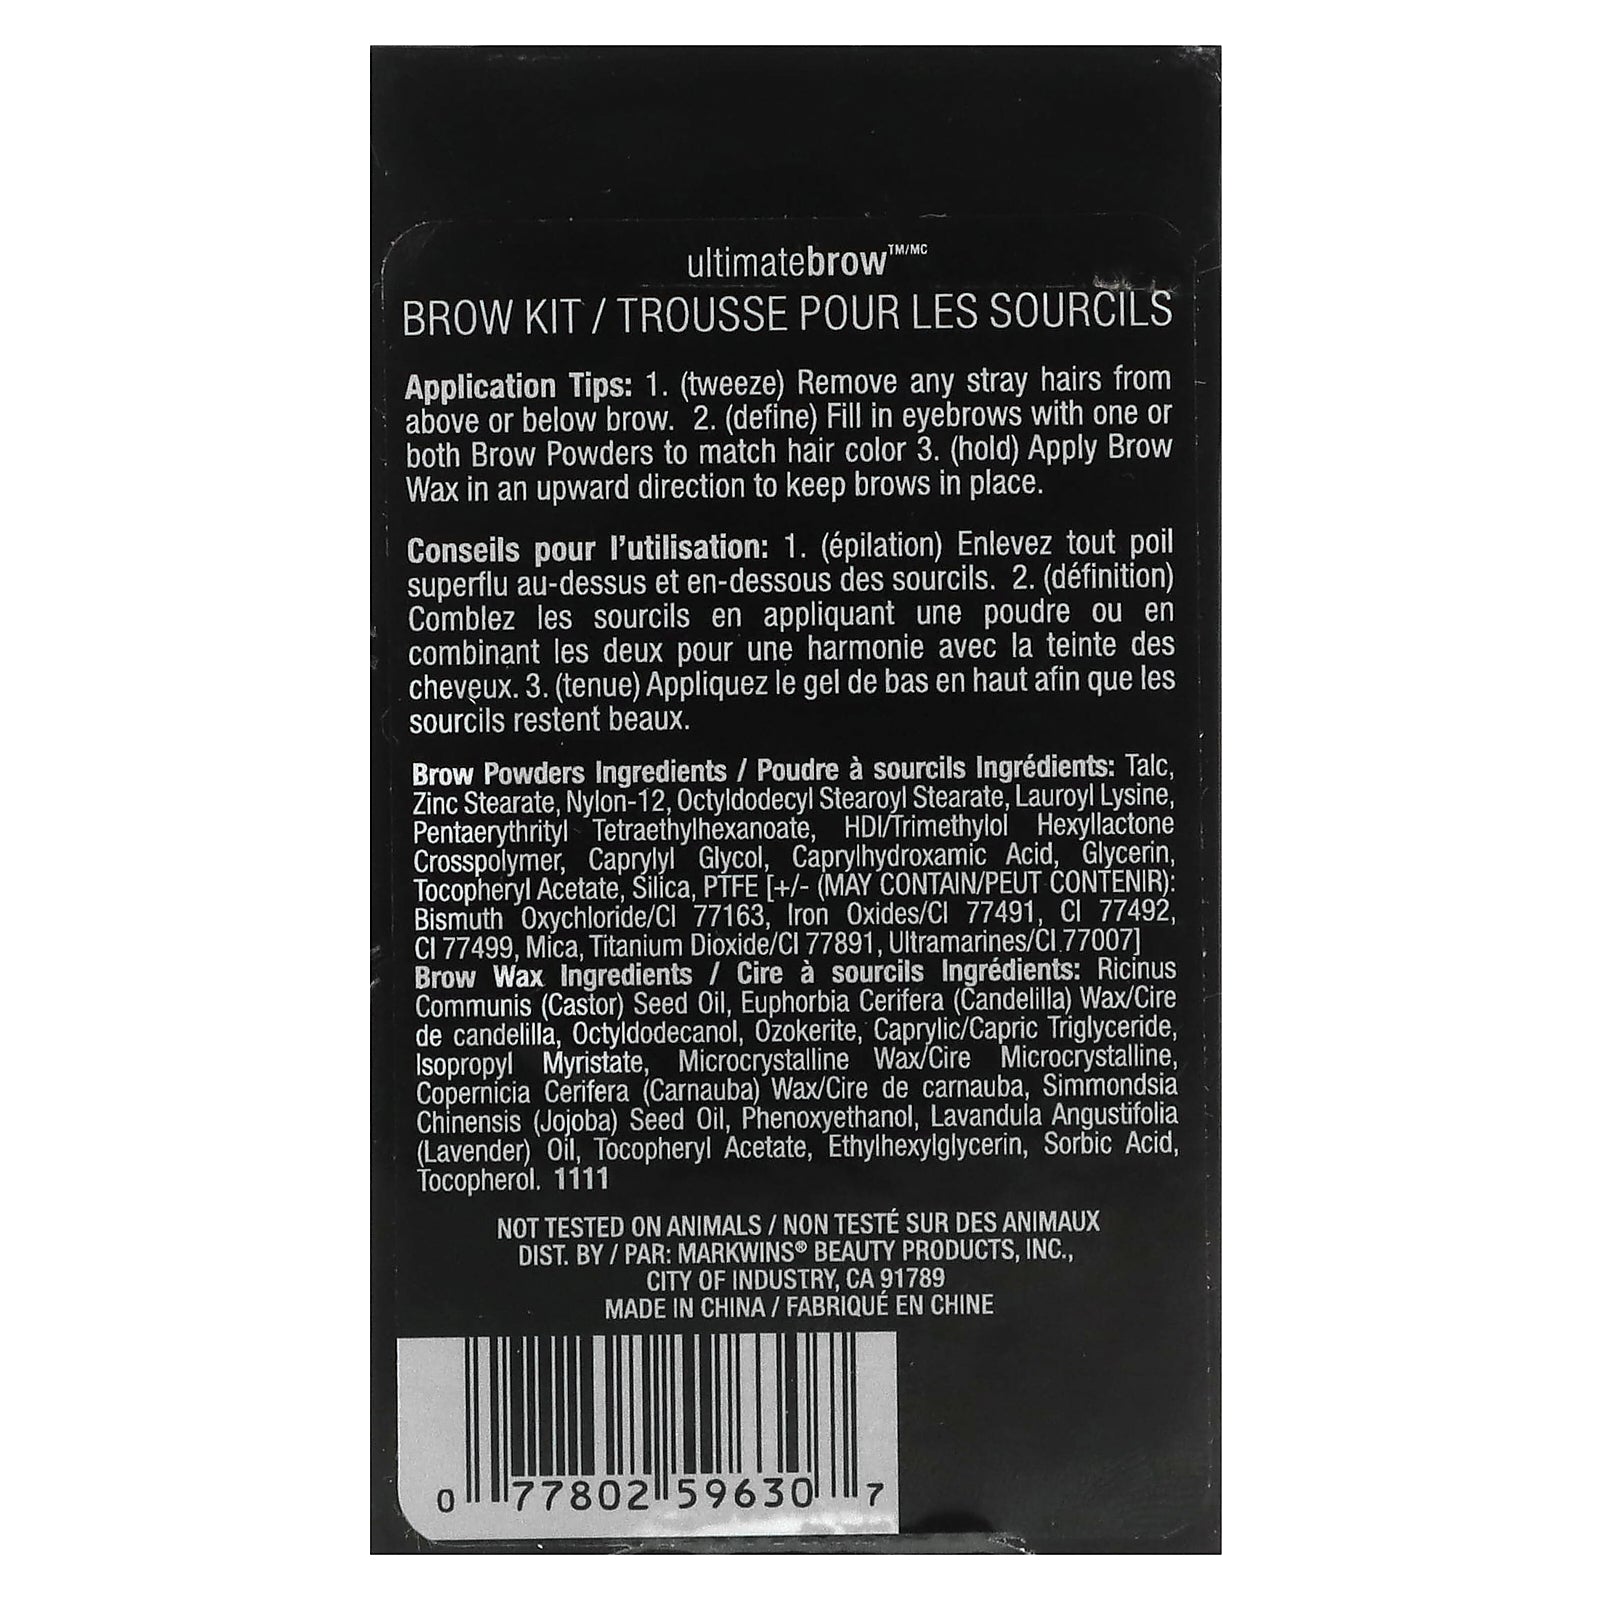 ultimatebrow™/MC
BROW KIT / TROUSSE POUR LES SOURCILS
Application Tips: 1. (tweeze) Remove any stray hairs from
above or below brow. 2. (define) Fill in eyebrows with one or
both Brow Powders to match hair color 3. (hold) Apply Brow
Wax in an upward direction to keep brows in place.
Conseils pour l'utilisation: 1. (épilation) Enlevez tout poil
superflu au-dessus et en-dessous des sourcils. 2. (définition)
Comblez les sourcils en appliquant une poudre ou en
combinant les deux pour une harmonie avec la teinte des
cheveux. 3. (tenue) Appliquez le gel de bas en haut afin que les
sourcils restent beaux.
Brow Powders Ingredients / Poudre à sourcils Ingrédients: Talc,
Zinc Stearate, Nylon-12, Octyldodecyl Stearoyl Stearate, Lauroyl Lysine,
Pentaerythrityl Tetraethylhexanoate, HDI/Trimethylol Hexyllactone
Crosspolymer, Caprylyl Glycol, Caprylhydroxamic Acid, Glycerin,
Tocopheryl Acetate, Silica, PTFE [+/- (MAY CONTAIN/PEUT CONTENIR):
Bismuth Oxychloride/CI 77163, Iron Oxides/CI 77491, CI 77492,
CI 77499, Mica, Titanium Dioxide/CI 77891, Ultramarines/CI 77007]
Brow Wax Ingredients / Cire à sourcils Ingrédients: Ricinus
Communis (Castor) Seed Oil, Euphorbia Cerifera (Candelilla) Wax/Cire
de candelilla, Octyldodecanol, Ozokerite, Caprylic/Capric Triglyceride,
Isopropyl Myristate, Microcrystalline Wax/Cire Microcrystalline,
Copernicia Cerifera (Carnauba) Wax/Cire de carnauba, Simmondsia
Chinensis (Jojoba) Seed Oil, Phenoxyethanol, Lavandula Angustifolia
(Lavender) Oil, Tocopheryl Acetate, Ethylhexylglycerin, Sorbic Acid,
Tocopherol. 1111
NOT TESTED ON ANIMALS / NON TESTÉ SUR DES ANIMAUX
DIST. BY / PAR: MARKWINS® BEAUTY PRODUCTS, INC.,
CITY OF INDUSTRY, CA 91789
MADE IN CHINA / FABRIQUÉ EN CHINE
0 77802 59630 7